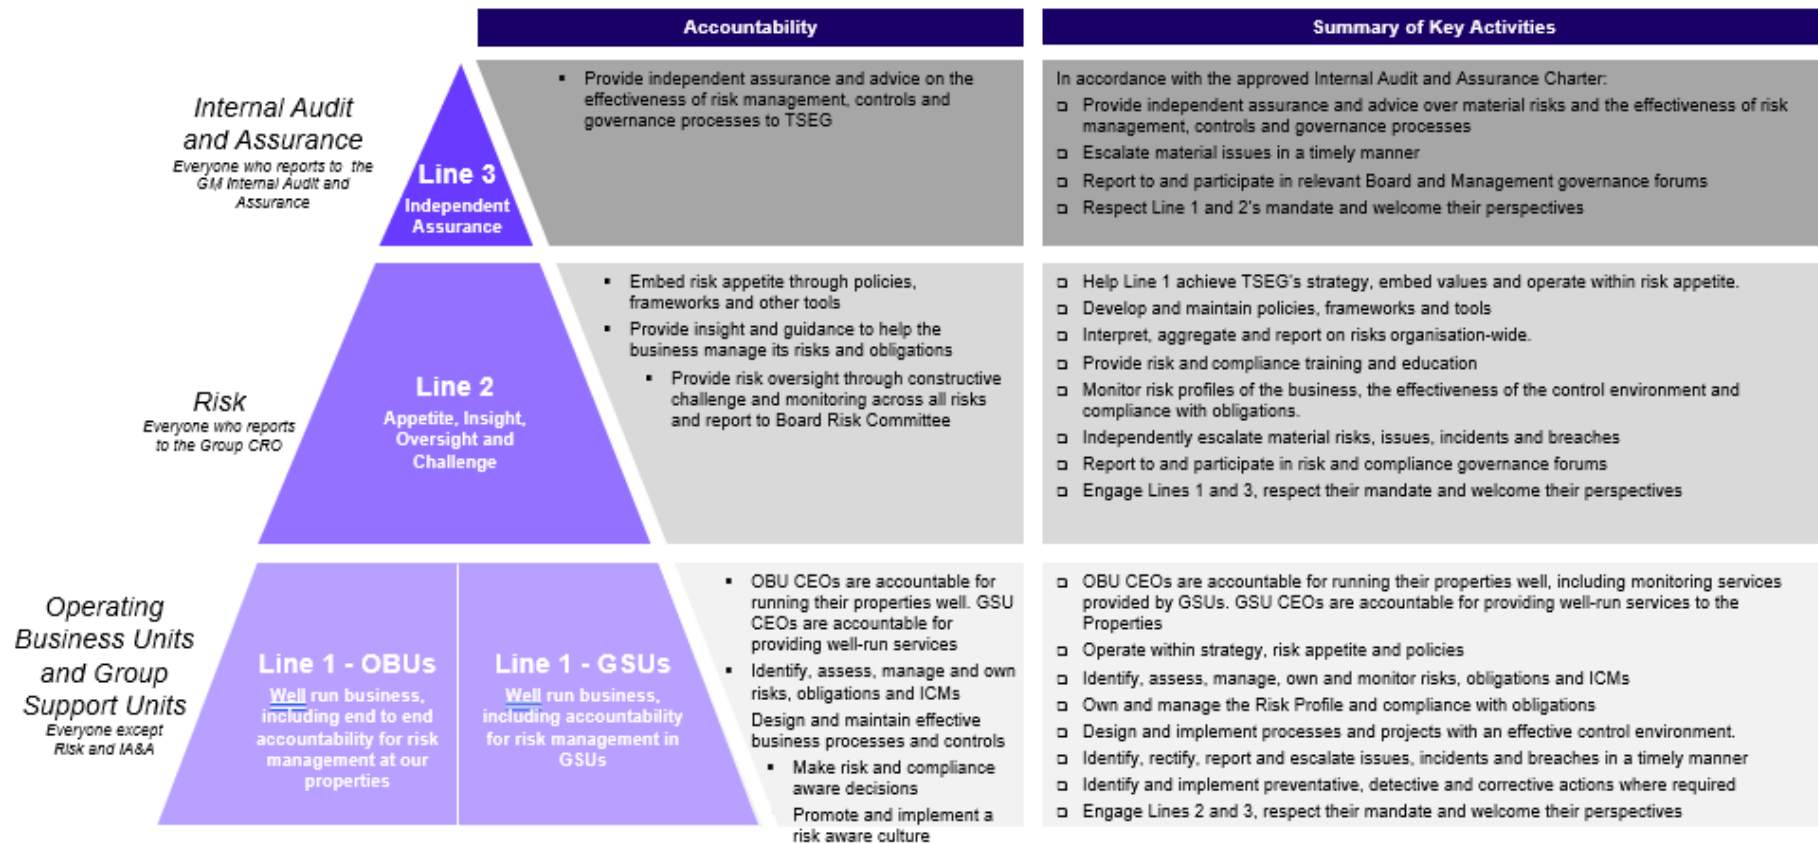 Accountability
Summary of Key Activities
Internal Audit
and Assurance
Everyone who reports to the
GM Internal Audit and
Assurance
Line 3
Independent
Assurance
▪ Provide independent assurance and advice on the
effectiveness of risk management, controls and
governance processes to TSEG
In accordance with the approved Internal Audit and Assurance Charter:
❑ Provide independent assurance and advice over material risks and the effectiveness of risk
management, controls and governance processes
❑ Escalate material issues in a timely manner
❑ Report to and participate in relevant Board and Management governance forums
❑ Respect Line 1 and 2's mandate and welcome their perspectives
Risk
Everyone who reports
to the Group CRO
Line 2
Appetite, Insight,
Oversight and
Challenge
▪ Embed risk appetite through policies,
frameworks and other tools
▪ Provide insight and guidance to help the
business manage its risks and obligations
▪ Provide risk oversight through constructive
challenge and monitoring across all risks
and report to Board Risk Committee
❑ Help Line 1 achieve TSEG's strategy, embed values and operate within risk appetite.
❑ Develop and maintain policies, frameworks and tools
❑ Interpret, aggregate and report on risks organisation-wide.
❑ Provide risk and compliance training and education
❑ Monitor risk profiles of the business, the effectiveness of the control environment and
compliance with obligations.
❑ Independently escalate material risks, issues, incidents and breaches
❑ Report to and participate in risk and compliance governance forums
❑ Engage Lines 1 and 3, respect their mandate and welcome their perspectives
Operating
Business Units
and Group
Support Units
Everyone except
Risk and IA&A
Line 1 - OBUs
Well run business,
including end to end
accountability for risk
management at our
properties
Line 1 - GSUs
Well run business,
including accountability
for risk management in
GSUs
▪ OBU CEOs are accountable for
running their properties well. GSU
CEOs are accountable for
providing well-run services
▪ Identify, assess, manage and own
risks, obligations and ICMs
Design and maintain effective
business processes and controls
▪ Make risk and compliance
aware decisions
Promote and implement a
risk aware culture
❑ OBU CEOs are accountable for running their properties well, including monitoring services
provided by GSUs. GSU CEOs are accountable for providing well-run services to the
Properties
❑ Operate within strategy, risk appetite and policies
❑ Identify, assess, manage, own and monitor risks, obligations and ICMs
❑ Own and manage the Risk Profile and compliance with obligations
❑ Design and implement processes and projects with an effective control environment.
❑ Identify, rectify, report and escalate issues, incidents and breaches in a timely manner
❑ Identify and implement preventative, detective and corrective actions where required
❑ Engage Lines 2 and 3, respect their mandate and welcome their perspectives